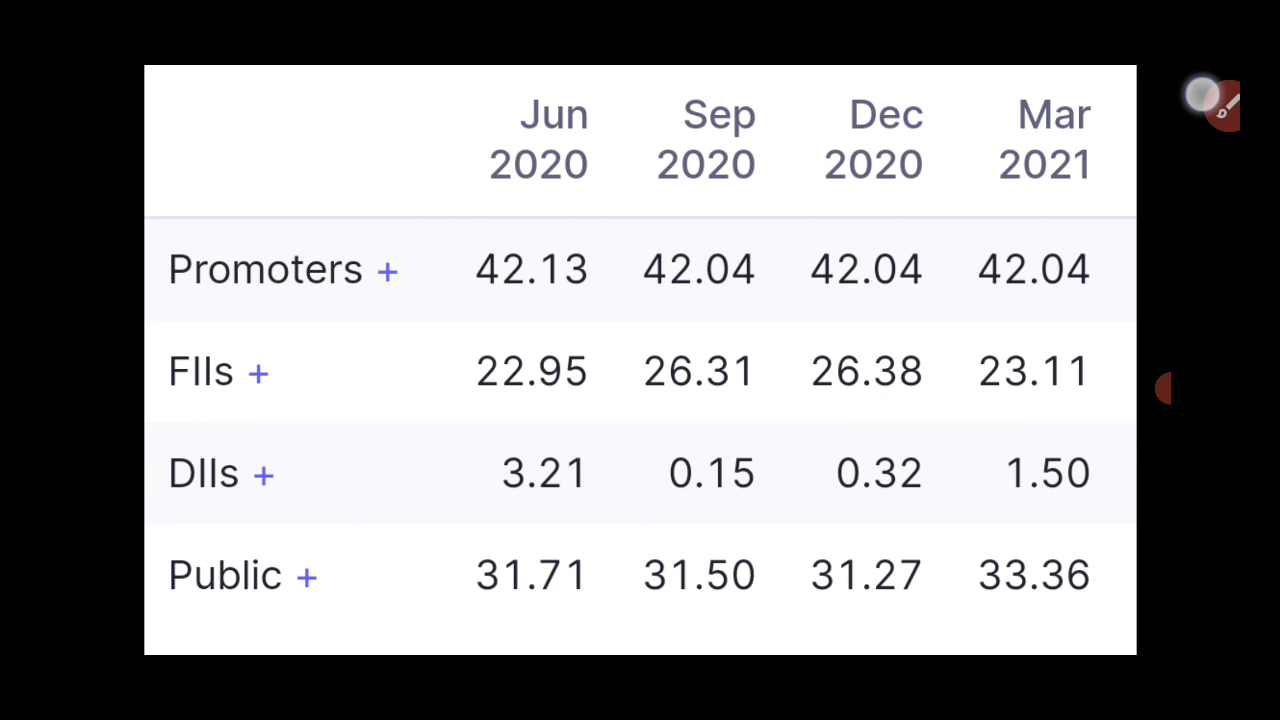 Jun Sep Dec Mar
2020 2020 2020 2021
Promoters + 42.13 42.04 42.04 42.04
FIIs + 22.95 26.31 26.38 23.11
DIIs + 3.21 0.15 0.32 1.50
Public + 31.71 31.50 31.27 33.36